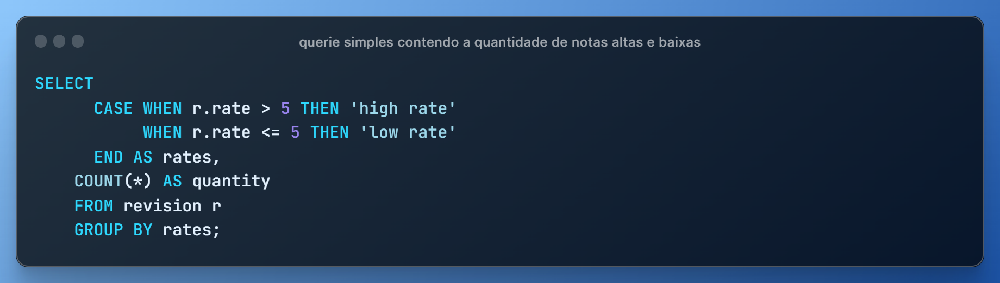 querie simples contendo a quantidade de notas altas e baixas
SELECT
CASE WHEN r.rate > 5 THEN 'high rate'
WHEN r.rate <= 5 THEN 'low rate'
END AS rates,
COUNT(*) AS quantity
FROM revision r
GROUP BY rates;